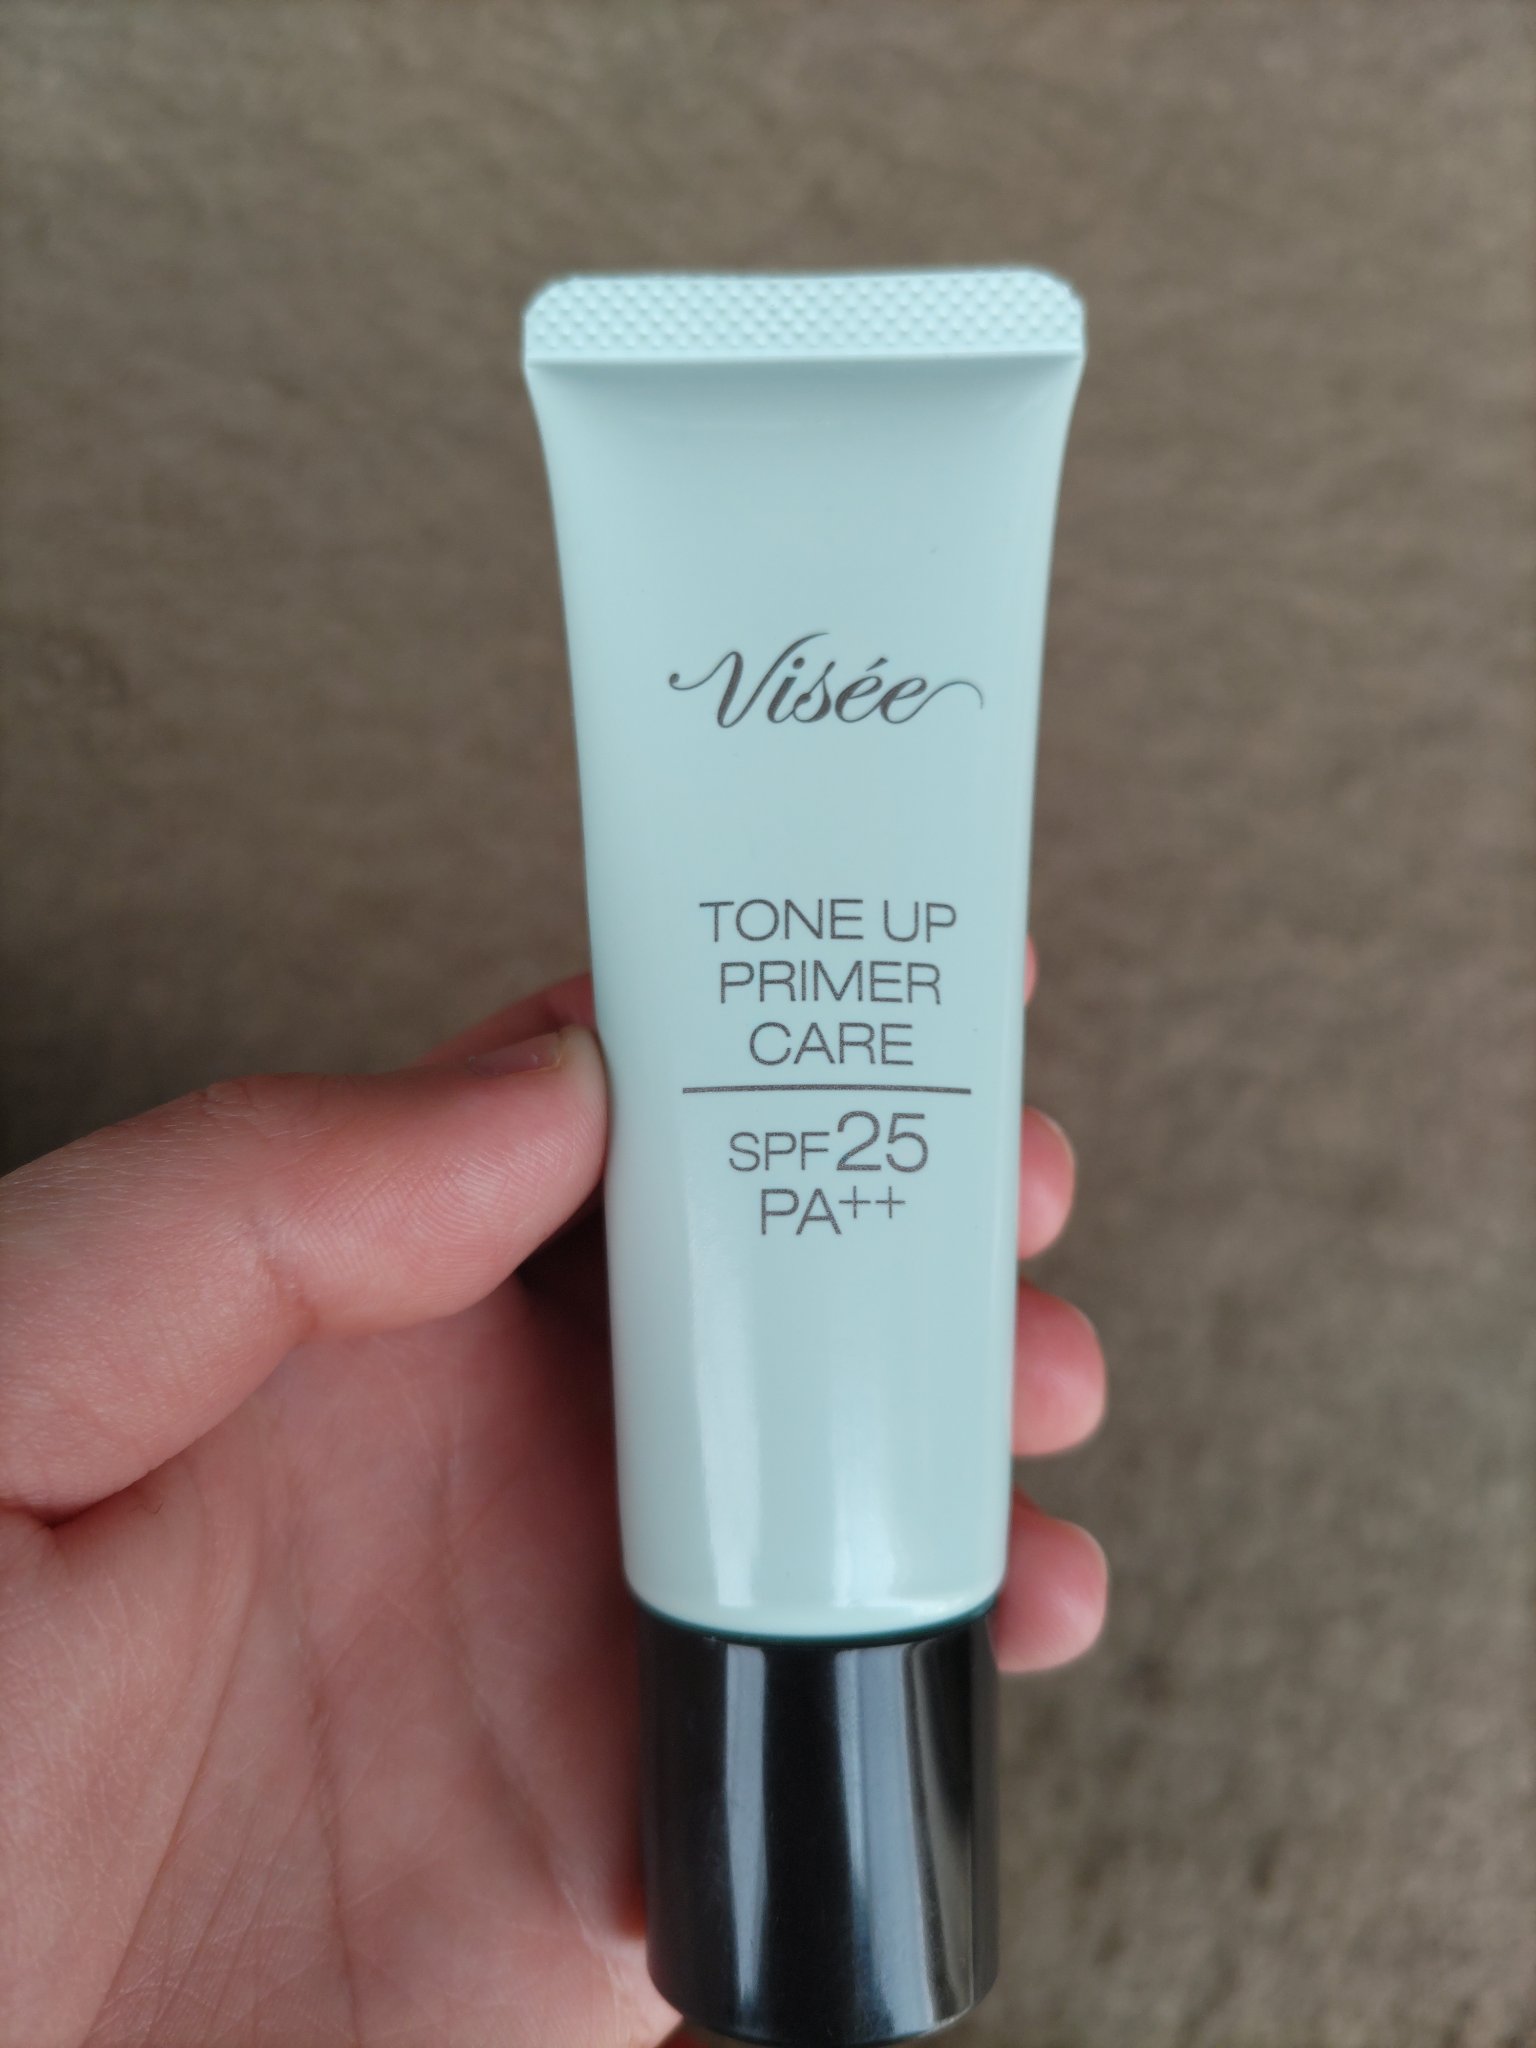 Visée
TONE UP
PRIMER
CARE
SPF25
PA++